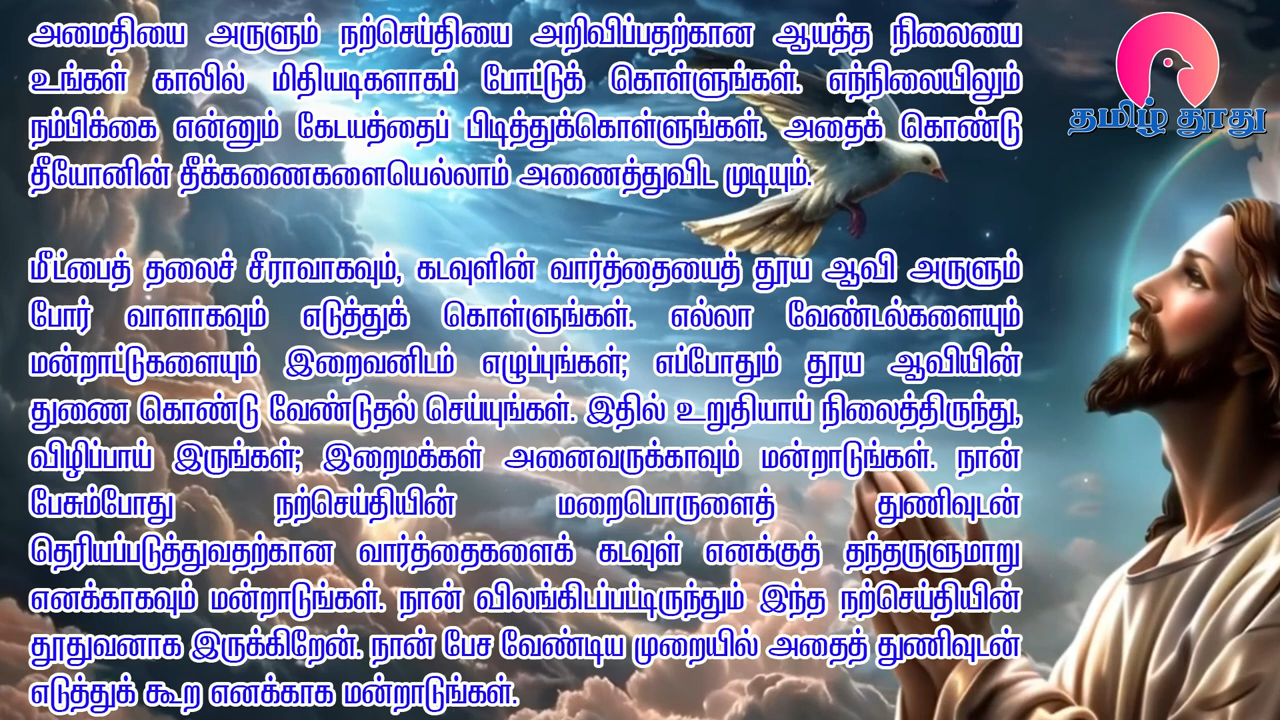 அமைதியை அருளும் நற்செய்தியை அறிவிப்பதற்கான ஆயத்த நிலையை
உங்கள் காலில் மிதியடிகளாகப் போட்டுக் கொள்ளுங்கள். எந்நிலையிலும்
நம்பிக்கை என்னும் கேடயத்தைப் பிடித்துக்கொள்ளுங்கள். அதைக் கொண்டு
தீயோனின் தீக்கணைகளையெல்லாம் அணைத்துவிட முடியும்.
தமிழ் தூது
மீட்பைத் தலைச் சீராவாகவும், கடவுளின் வார்த்தையைத் தூய ஆவி அருளும்
போர் வாளாகவும் எடுத்துக் கொள்ளுங்கள். எல்லா வேண்டல்களையும்
மன்றாட்டுகளையும் இறைவனிடம் எழுப்புங்கள்; எப்போதும் தூய ஆவியின்
துணை கொண்டு வேண்டுதல் செய்யுங்கள். இதில் உறுதியாய் நிலைத்திருந்து,
விழிப்பாய் இருங்கள்; இறைமக்கள் அனைவருக்காவும் மன்றாடுங்கள். நான்
பேசும்போது நற்செய்தியின் மறைபொருளைத் துணிவுடன்
தெரியப்படுத்துவதற்கான வார்த்தைகளைக் கடவுள் எனக்குத் தந்தருளுமாறு
எனக்காகவும் மன்றாடுங்கள். நான் விலங்கிடப்பட்டிருந்தும் இந்த நற்செய்தியின்
தூதுவனாக இருக்கிறேன். நான் பேச வேண்டிய முறையில் அதைத் துணிவுடன்
எடுத்துக் கூற எனக்காக மன்றாடுங்கள்.